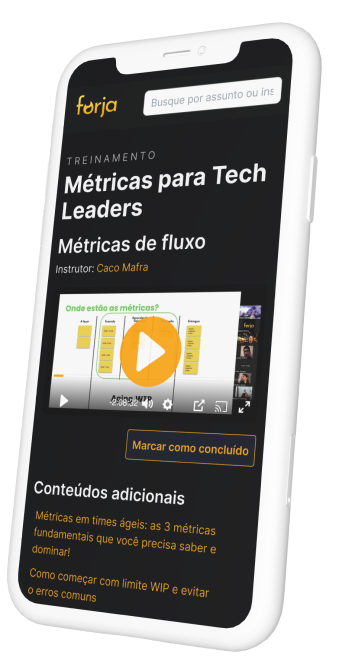 forja
Busque por assunto ou ins
TREINAMENTO
Métricas para Tech
Leaders
Métricas de fluxo
Instrutor: Caco Mafra
Onde estão as métricas?
Aging WIP
-2:08:32
Marcar como concluído
Conteúdos adicionais
Métricas em times ágeis: as 3 métricas
fundamentais que você precisa saber e
dominar!
Como começar com limite WIP e evitar
o erros comuns